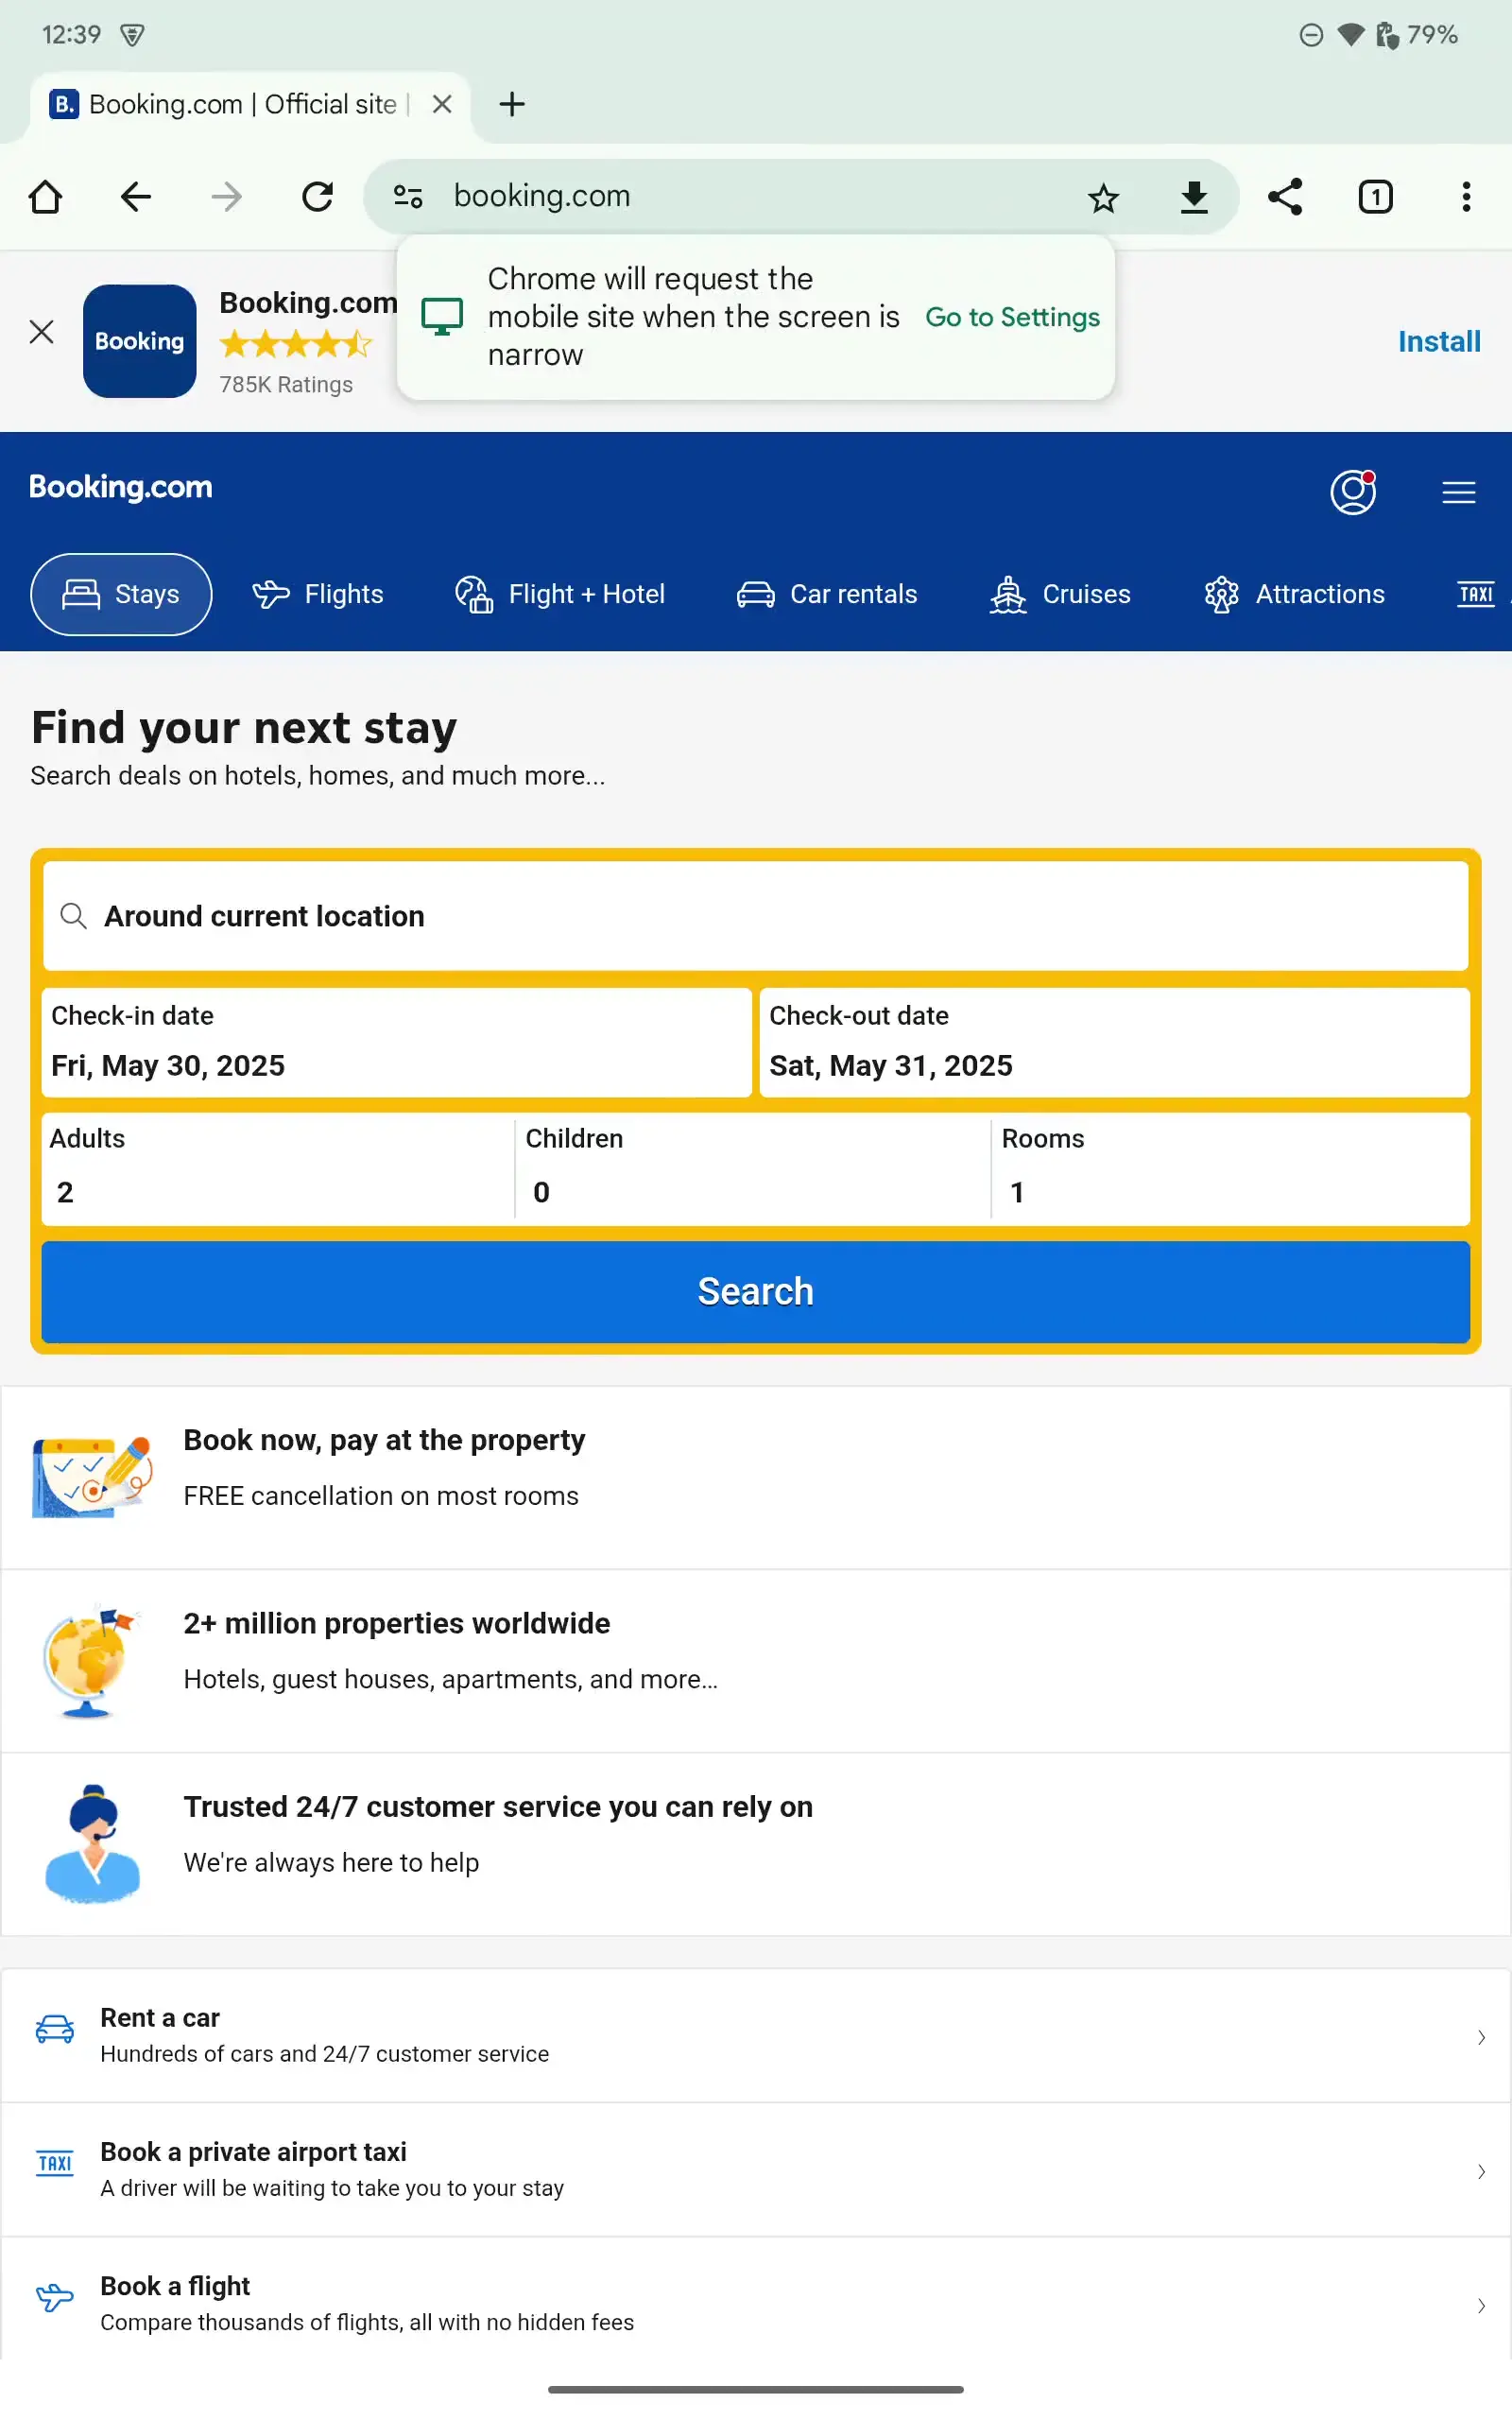 12:39
79%
Booking.com | Official site |
booking.com
1
Chrome will request the
mobile site when the screen is
narrow
Go to Settings
Booking
Booking.com
785K Ratings
Install
Booking.com
Stays
Flights
Flight + Hotel
Car rentals
Cruises
Attractions
TAXI
Find your next stay
Search deals on hotels, homes, and much more...
Around current location
Check-in date
Fri, May 30, 2025
Check-out date
Sat, May 31, 2025
Adults
2
Children
0
Rooms
1
Search
Book now, pay at the property
FREE cancellation on most rooms
2+ million properties worldwide
Hotels, guest houses, apartments, and more…
Trusted 24/7 customer service you can rely on
We're always here to help
Rent a car
Hundreds of cars and 24/7 customer service
TAXI
Book a private airport taxi
A driver will be waiting to take you to your stay
Book a flight
Compare thousands of flights, all with no hidden fees